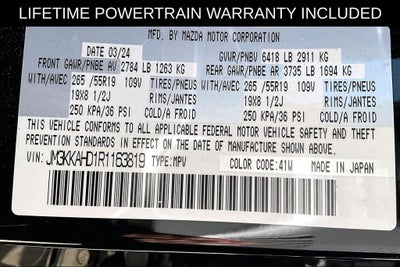 LIFETIME POWERTRAIN WARRANTY INCLUDED
MFD. BY MAZDA MOTOR CORPORATION
DATE 03/24 GVWR/PNBV 6418 LB 2911 KG
FRONT GAWR/PNBE AV 2784 LB 1263 KG REAR GAWR/PNBE AR 3735 LB 1694 KG
WITH/AVEC 265 /55R19 109V TIRES/PNEUS WITH/AVEC 265 /55R19 109V TIRES/PNEUS
19X8 1/2J RIMS/JANTES 19X8 1/2J RIMS/JANTES
250 KPA/36 PSI COLD/A FROID 250 KPA/36 PSI COLD/A FROID
THIS VEHICLE CONFORMS TO ALL APPLICABLE FEDERAL MOTOR VEHICLE SAFETY AND THEFT
PREVENTION STANDARDS IN EFFECT ON THE DATE OF MANUFACTURE SHOWN ABOVE.
VIN: JM3KKAHD1R1163819 TYPE:MPV COLOR CODE:41W MADE IN JAPAN